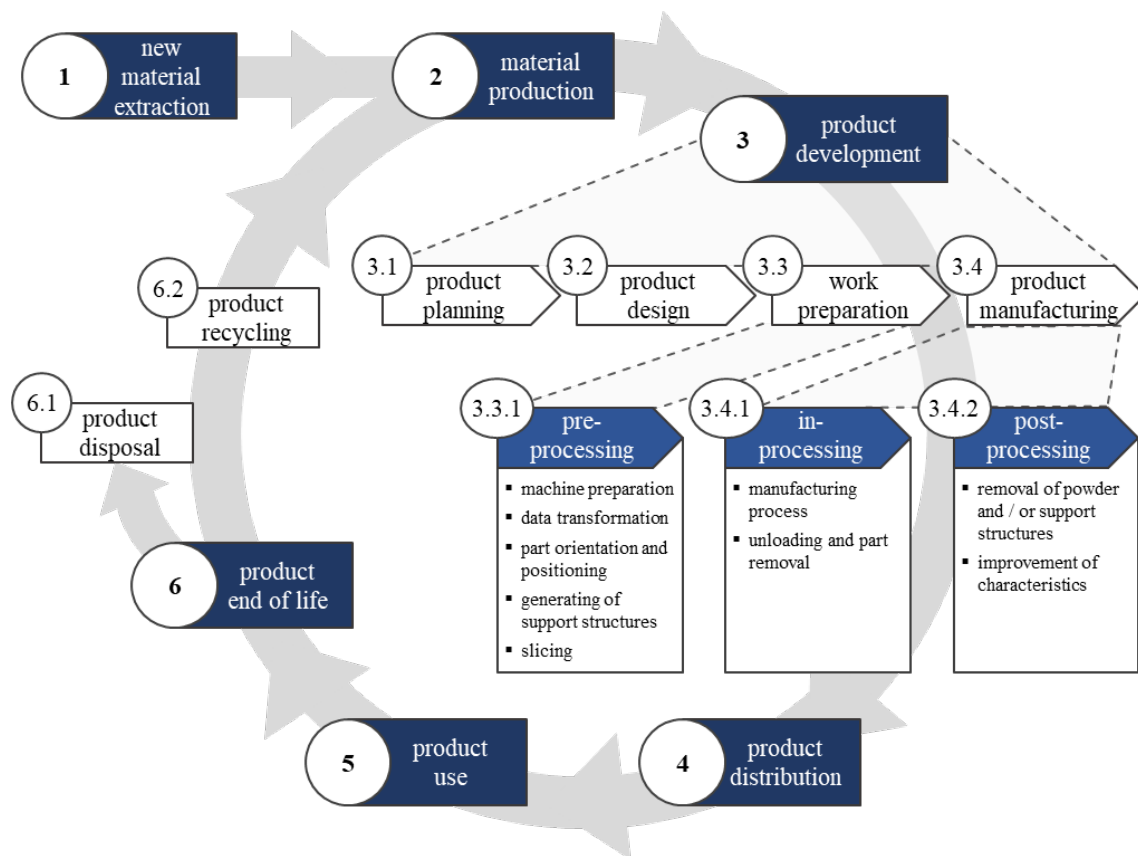 1
new
material
extraction
2
material
production
3
product
development
3.1
product
planning
3.2
product
design
3.3
work
preparation
3.4
product
manufacturing
6.2
product
recycling
6.1
product
disposal
3.3.1
pre-
processing
▪ machine preparation
▪ data transformation
▪ part orientation and
positioning
▪ generating of
support structures
▪ slicing
3.4.1
in-
processing
▪ manufacturing
process
▪ unloading and part
removal
3.4.2
post-
processing
▪ removal of powder
and / or support
structures
▪ improvement of
characteristics
6
product
end of life
5
product
use
4
product
distribution